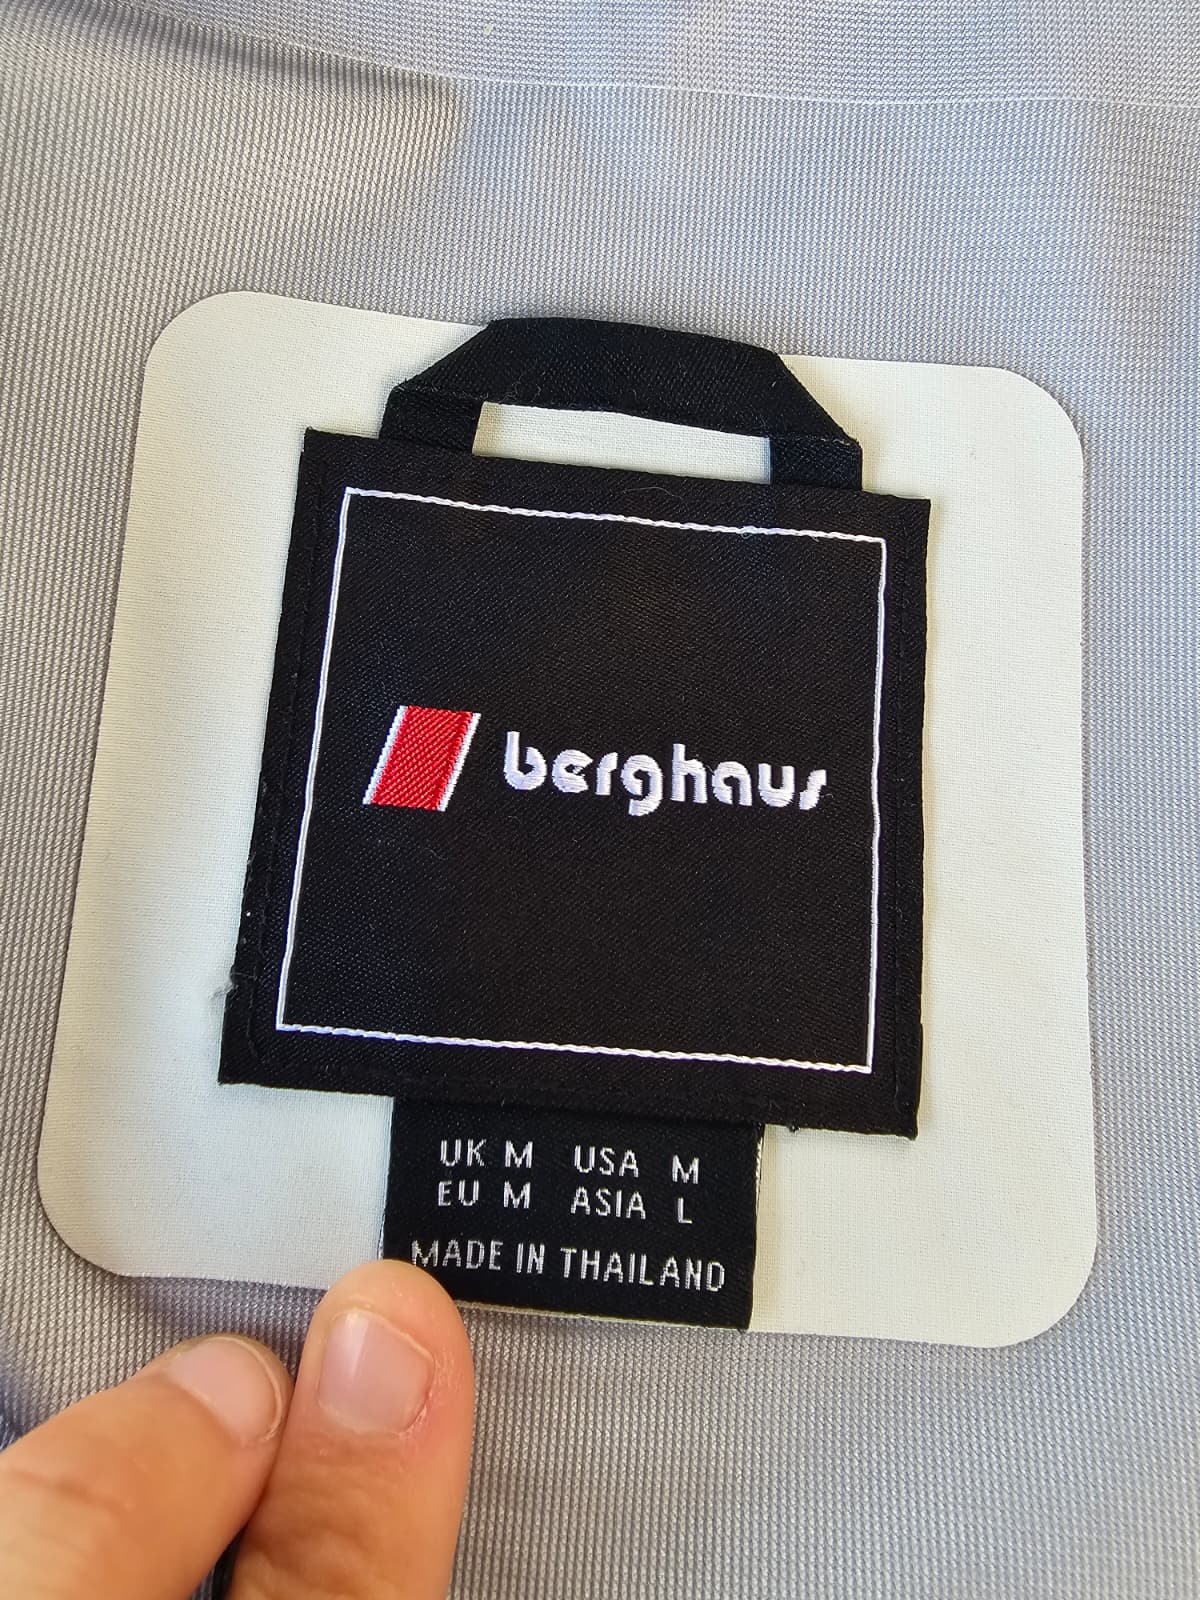 berghaus
UK M USA M
EU M ASIA L
MADE IN THAILAND